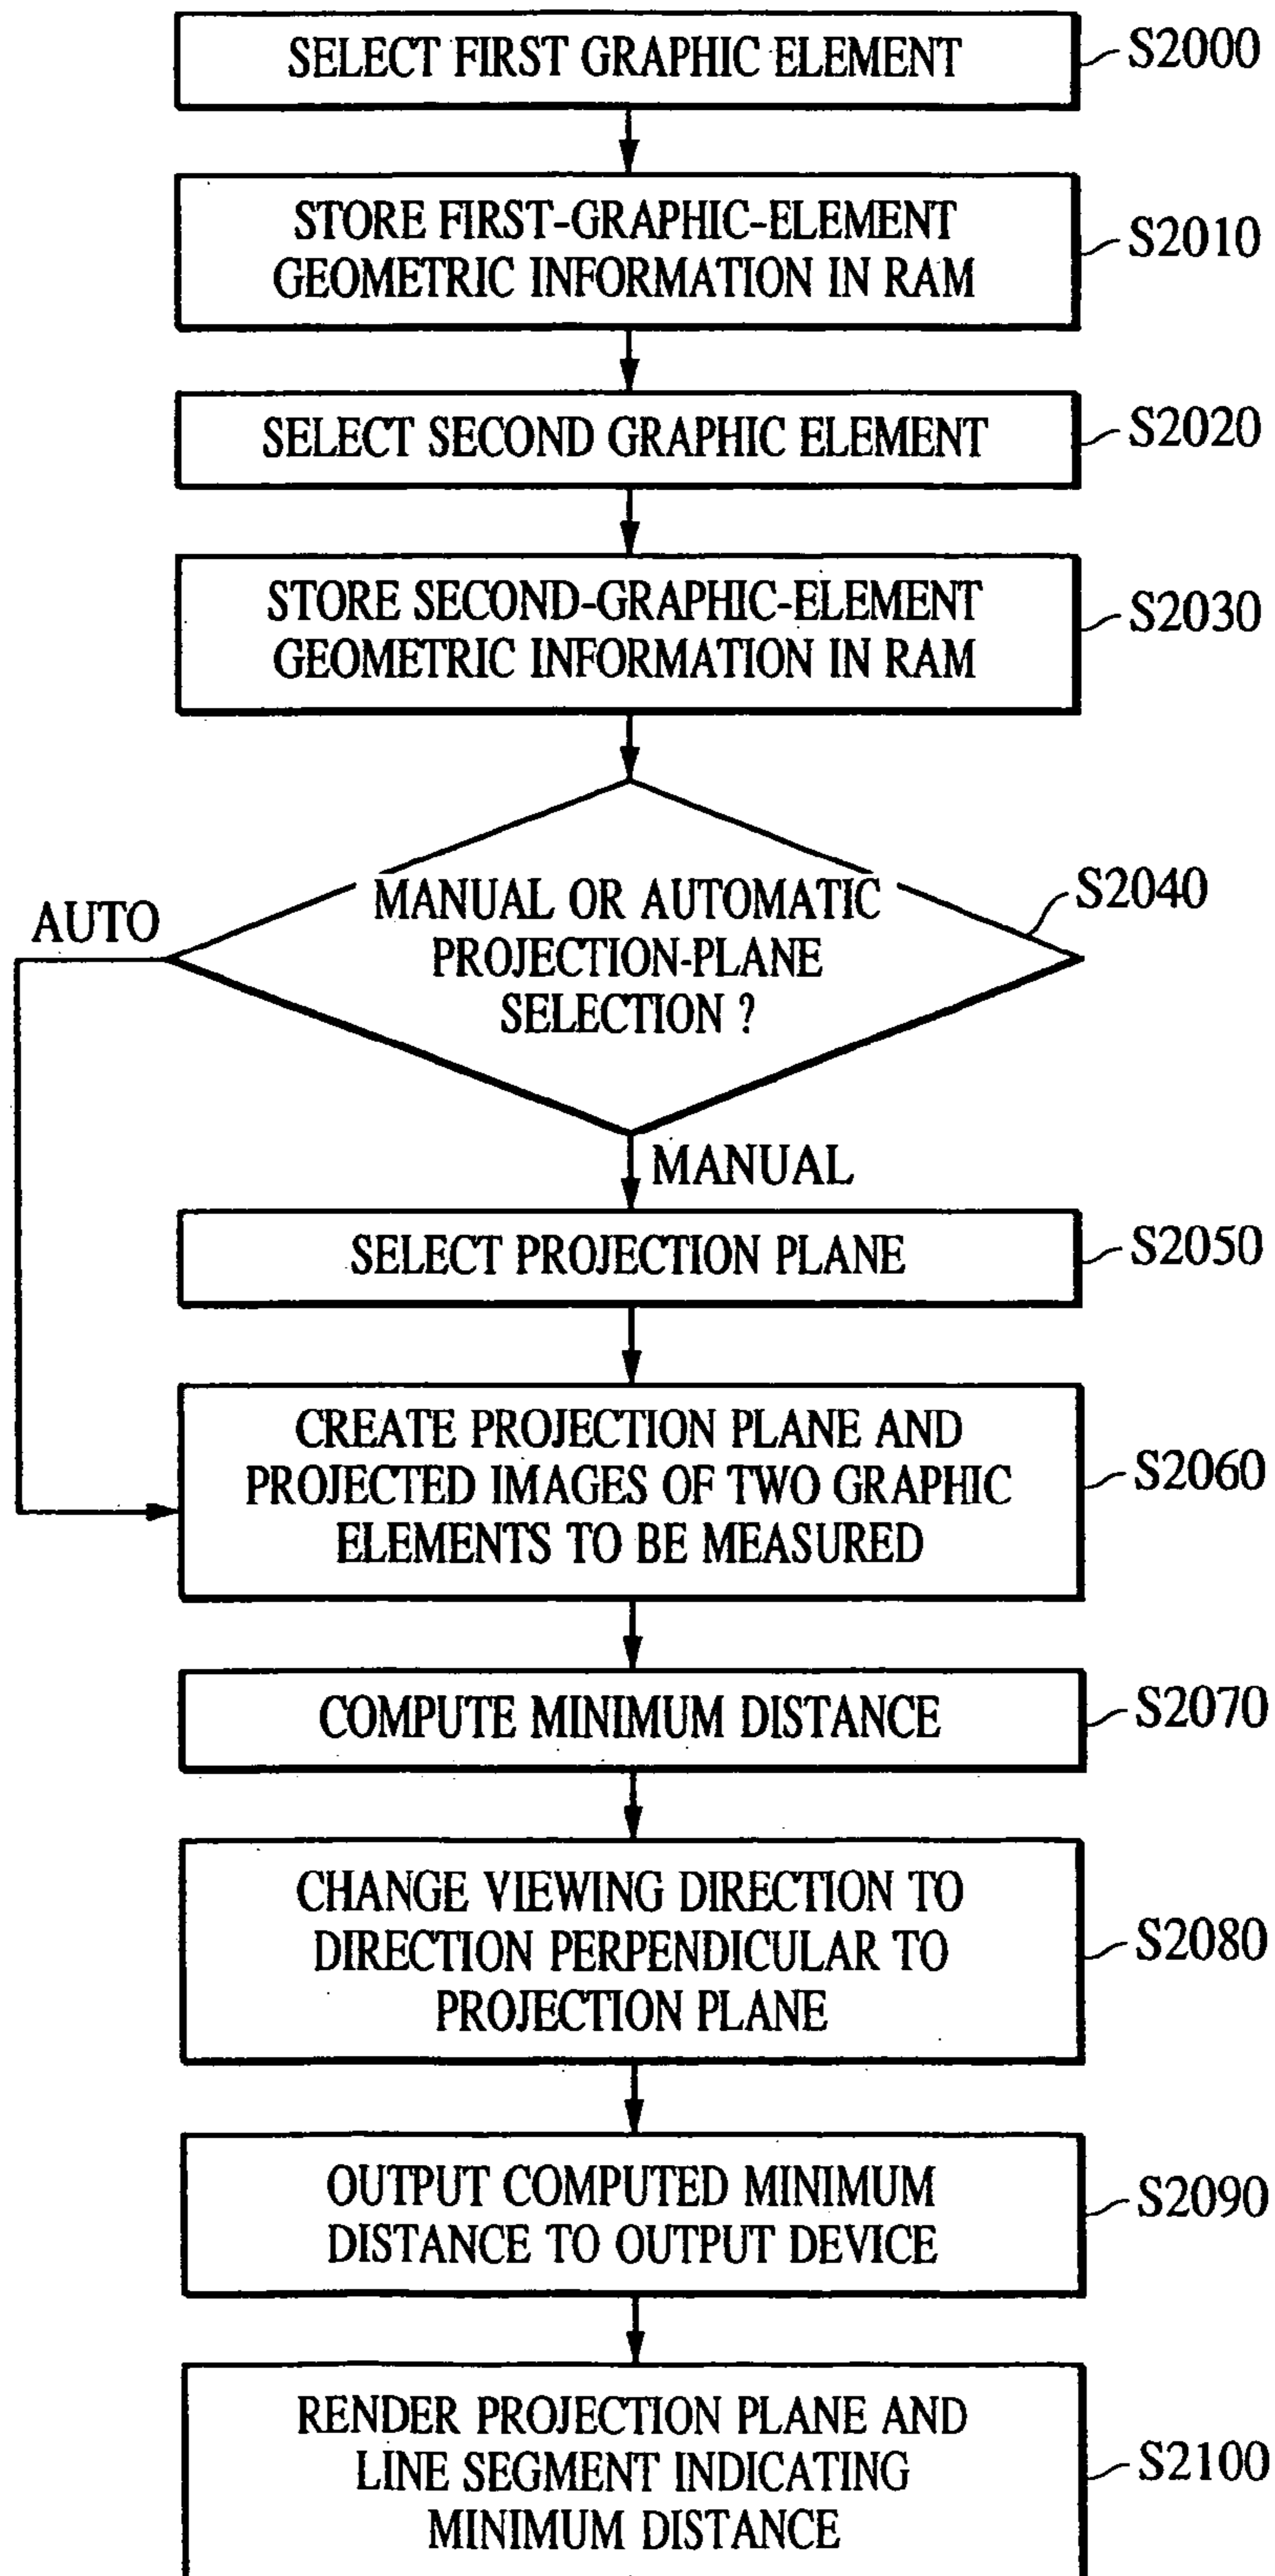 SELECT FIRST GRAPHIC ELEMENT
S2000
STORE FIRST-GRAPHIC-ELEMENT
GEOMETRIC INFORMATION IN RAM
S2010
SELECT SECOND GRAPHIC ELEMENT
S2020
STORE SECOND-GRAPHIC-ELEMENT
GEOMETRIC INFORMATION IN RAM
S2030
MANUAL OR AUTOMATIC
PROJECTION-PLANE
SELECTION ?
S2040
AUTO
MANUAL
SELECT PROJECTION PLANE
S2050
CREATE PROJECTION PLANE AND
PROJECTED IMAGES OF TWO GRAPHIC
ELEMENTS TO BE MEASURED
S2060
COMPUTE MINIMUM DISTANCE
S2070
CHANGE VIEWING DIRECTION TO
DIRECTION PERPENDICULAR TO
PROJECTION PLANE
S2080
OUTPUT COMPUTED MINIMUM
DISTANCE TO OUTPUT DEVICE
S2090
RENDER PROJECTION PLANE AND
LINE SEGMENT INDICATING
MINIMUM DISTANCE
S2100